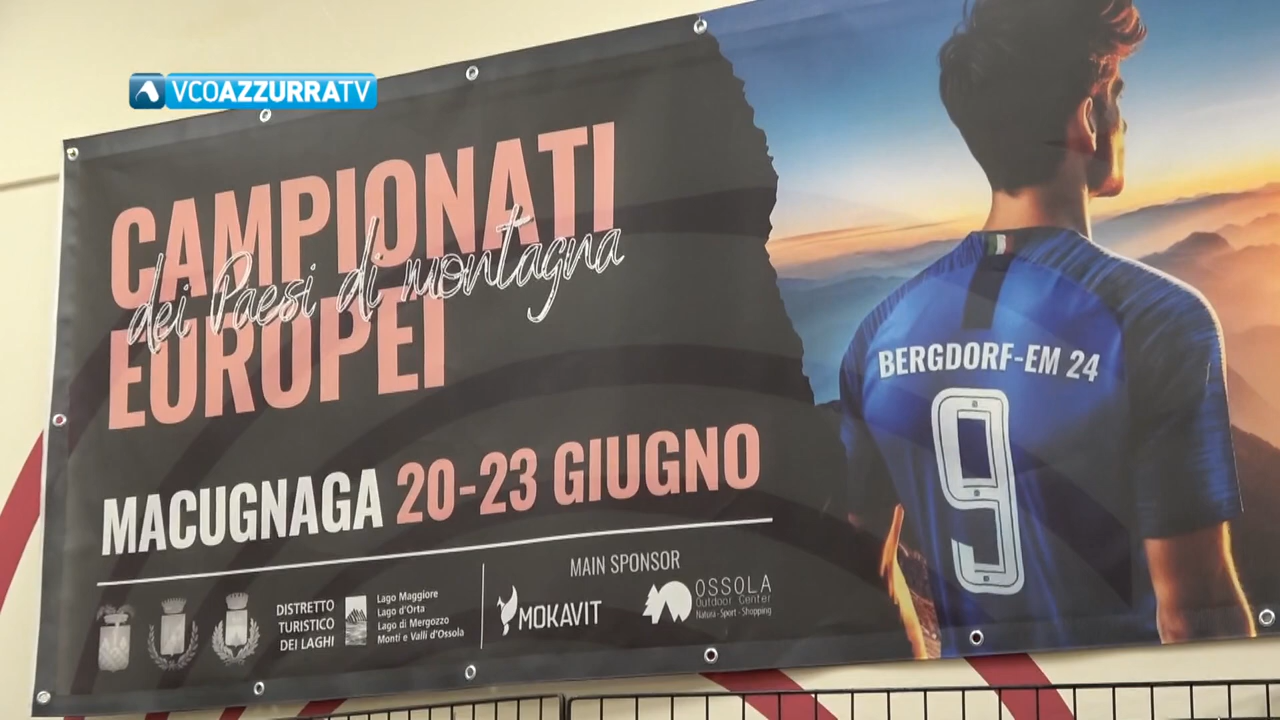 VCOAZZURRATV
CAMPIONATI
dei Paesi di montagna
EUROPEI
MACUGNAGA 20-23 GIUGNO
DISTRETTO
TURISTICO
DEI LAGHI
Lago Maggiore
Lago d'Orta
Lago di Mergozzo
Monti e Valli d'Ossola
MAIN SPONSOR
MOKAVIT
OSSOLA
Outdoor Center
Natura - Sport - Shopping
BERGDORF-EM 24
9